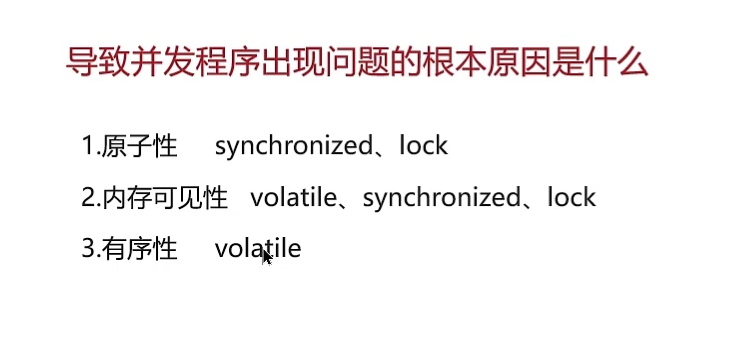 导致并发程序出现问题的根本原因是什么
1.原子性 synchronized、lock
2.内存可见性 volatile、synchronized、lock
3.有序性 volatile